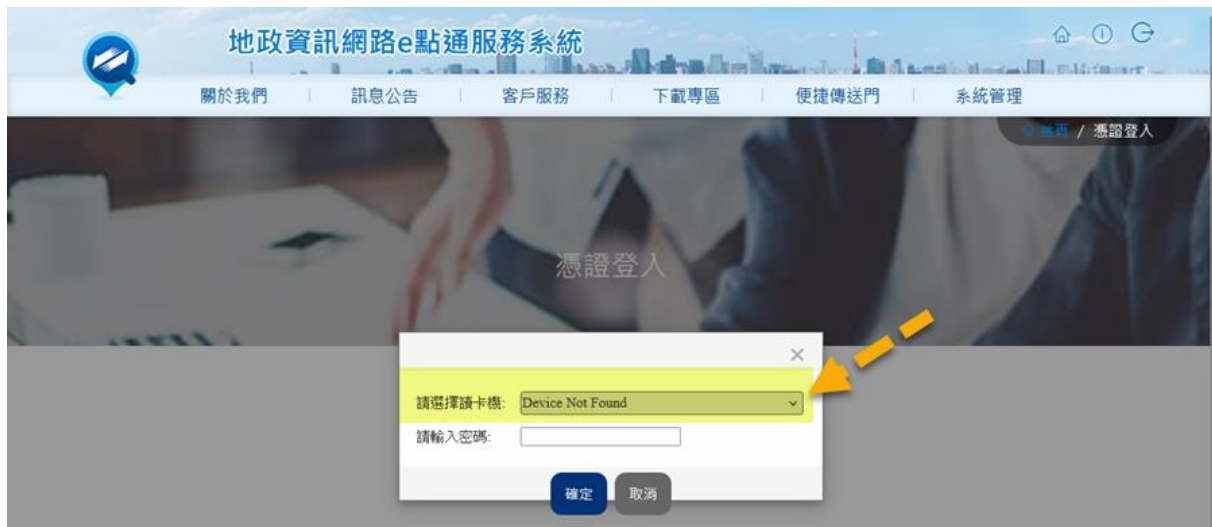 地政資訊網路e點通服務系統
關於我們
訊息公告
客戶服務
下載專區
便捷傳送門
系統管理
首頁 / 憑證登入
憑證登入
請選擇讀卡機: Device Not Found
請輸入密碼:
確定
取消